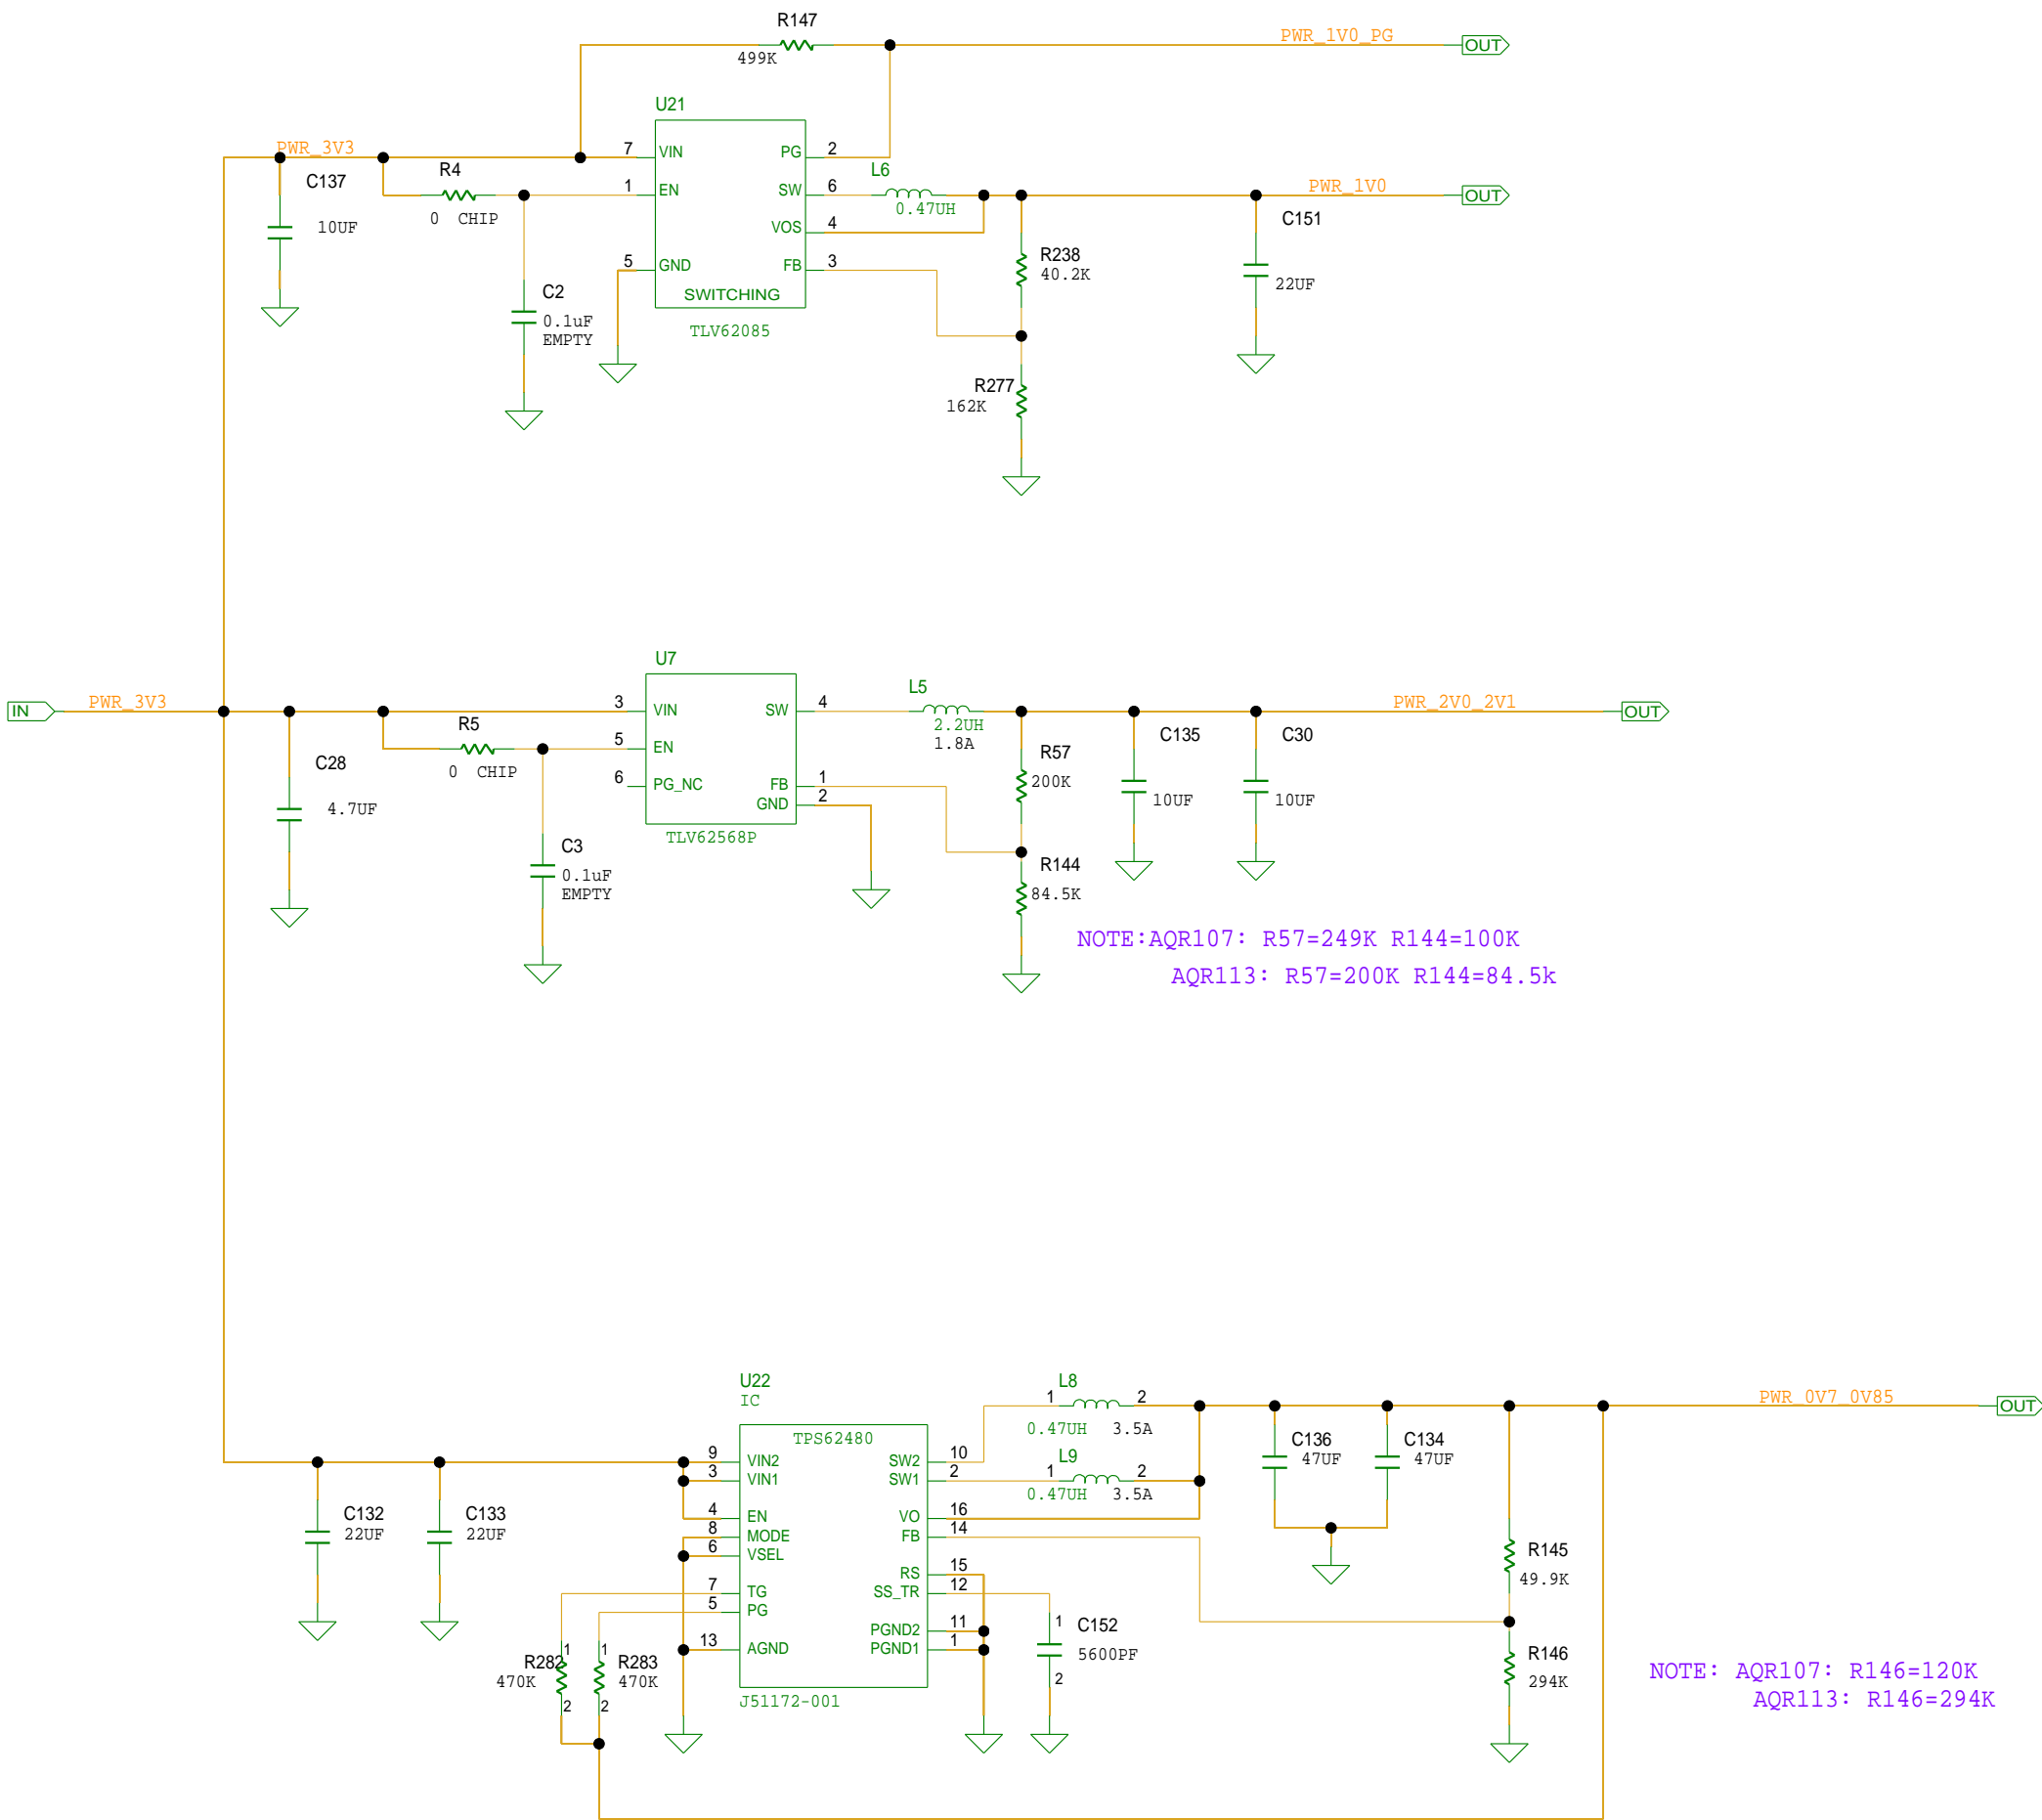 R147
499K
PWR_1V0_PG
OUT
U21
PWR_3V3
7
VIN
PG
2
C137
10UF
R4
0 CHIP
1
EN
SW
6
L6
0.47UH
PWR_1V0
OUT
VOS
4
C151
22UF
5
GND
FB
3
R238
40.2K
SWITCHING
TLV62085
C2
0.1uF
EMPTY
R277
162K
U7
IN
PWR_3V3
3
VIN
SW
4
L5
2.2UH
1.8A
PWR_2V0_2V1
OUT
R5
0 CHIP
5
EN
C28
4.7UF
6
PG_NC
FB
1
GND
2
TLV62568P
R57
200K
C135
10UF
C30
10UF
C3
0.1uF
EMPTY
R144
84.5K
NOTE:AQR107: R57=249K R144=100K
AQR113: R57=200K R144=84.5k
U22
IC
TPS62480
L8
1
2
0.47UH 3.5A
PWR_0V7_0V85
OUT
9
VIN2
SW2
10
L9
1
2
0.47UH 3.5A
3
VIN1
SW1
2
C136
47UF
C134
47UF
4
EN
VO
16
8
MODE
FB
14
6
VSEL
C132
22UF
C133
22UF
RS
15
7
TG
SS_TR
12
5
PG
PGND2
11
13
AGND
PGND1
1
R145
49.9K
1
C152
5600PF
2
1
R282
470K
2
1
R283
470K
2
J51172-001
R146
294K
NOTE: AQR107: R146=120K
AQR113: R146=294K